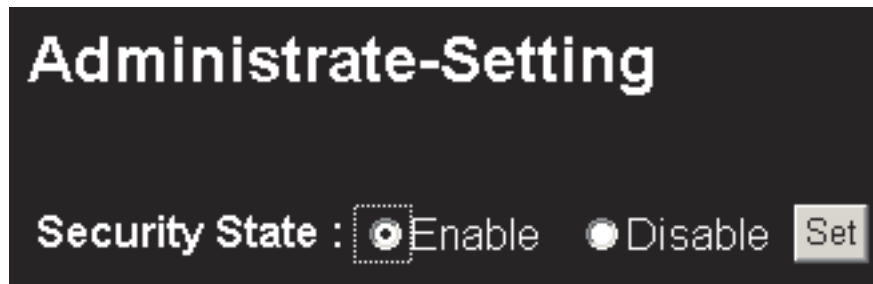 Administrate-Setting
Security State : Enable Disable Set